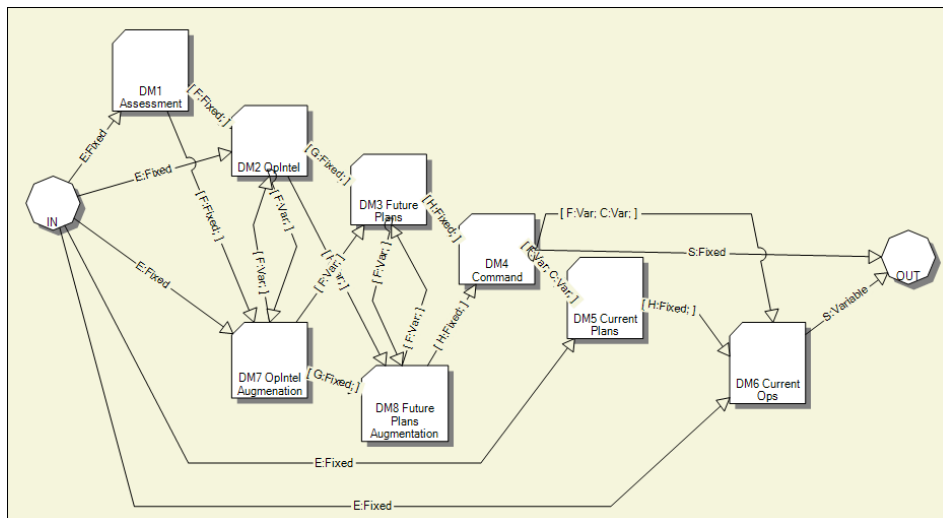 DM1
Assessment
[ F:Fixed; ]
E:Fixed
DM2 OpIntel
[ G:Fixed; ]
E:Fixed
IN
DM3 Future
Plans
[ H:Fixed; ]
[ F:Var; C:Var; ]
[ F:Fixed; ]
[ F:Var; ]
[ F:Var; ]
S:Fixed
DM4
Command
OUT
E:Fixed
[ F:Var; ]
[ F:Var; ]
[ F:Var; C:Var; ]
S:Variable
[ F:Var; ]
[ H:Fixed; ]
DM5 Current
Plans
[ H:Fixed; ]
DM7 OpIntel
Augmenation
[ G:Fixed; ]
DM6 Current
Ops
DM8 Future
Plans
Augmentation
E:Fixed
E:Fixed